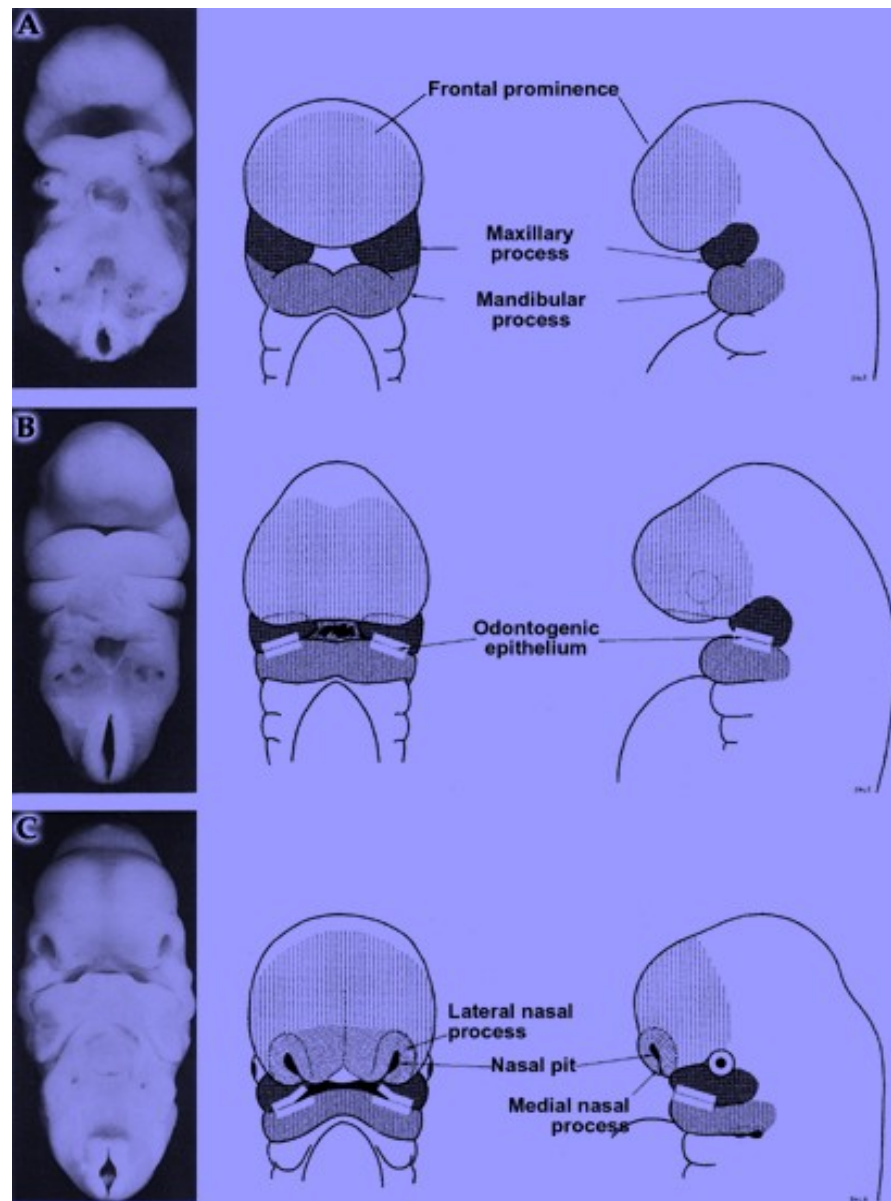 A
Frontal prominence
Maxillary
process
Mandibular
process
B
Odontogenic
epithelium
C
Lateral nasal
process
Nasal pit
Medial nasal
process